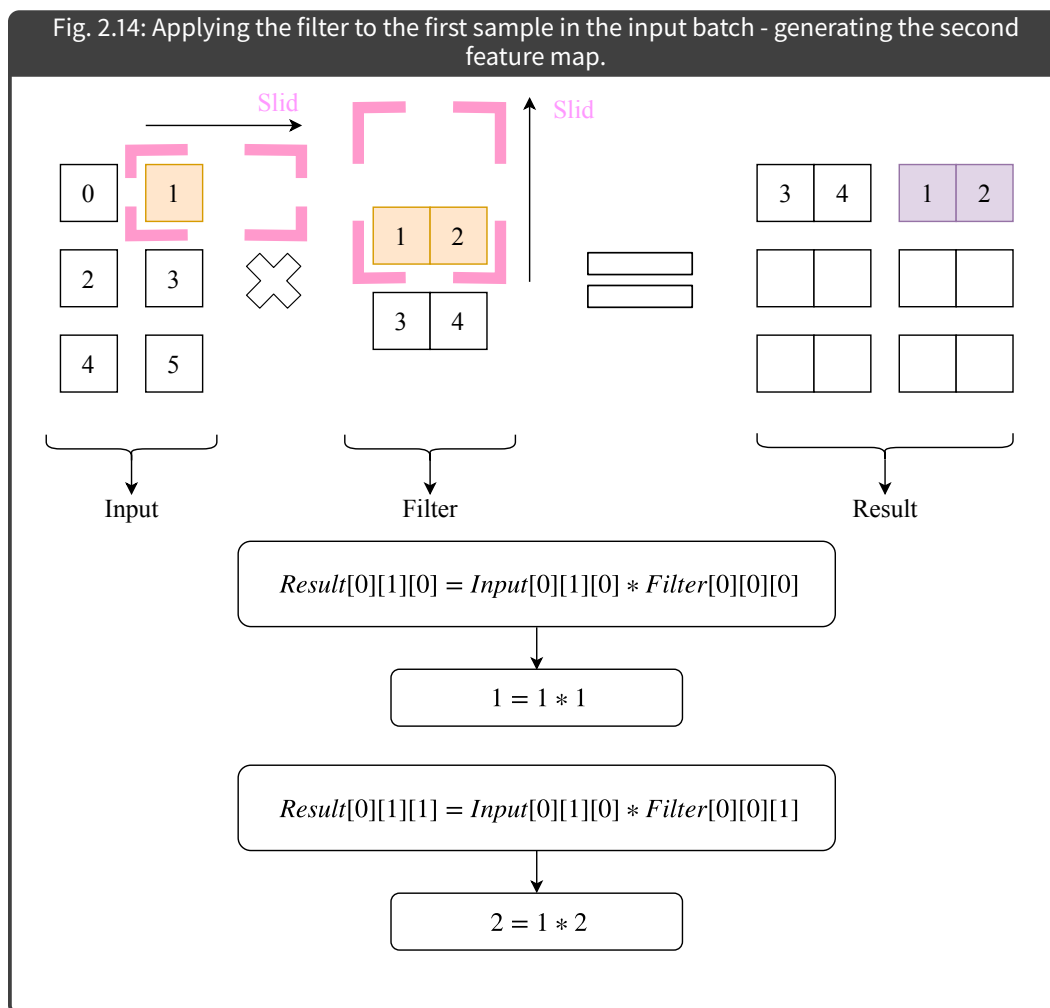 Fig. 2.14: Applying the filter to the first sample in the input batch - generating the second
feature map.
Slid
Slid
0 1
1 2
3 4 1 2
2 3
3 4
4 5
Input
Filter
Result
Result[0][1][0] = Input[0][1][0] * Filter[0][0][0]
1 = 1 * 1
Result[0][1][1] = Input[0][1][0] * Filter[0][0][1]
2 = 1 * 2